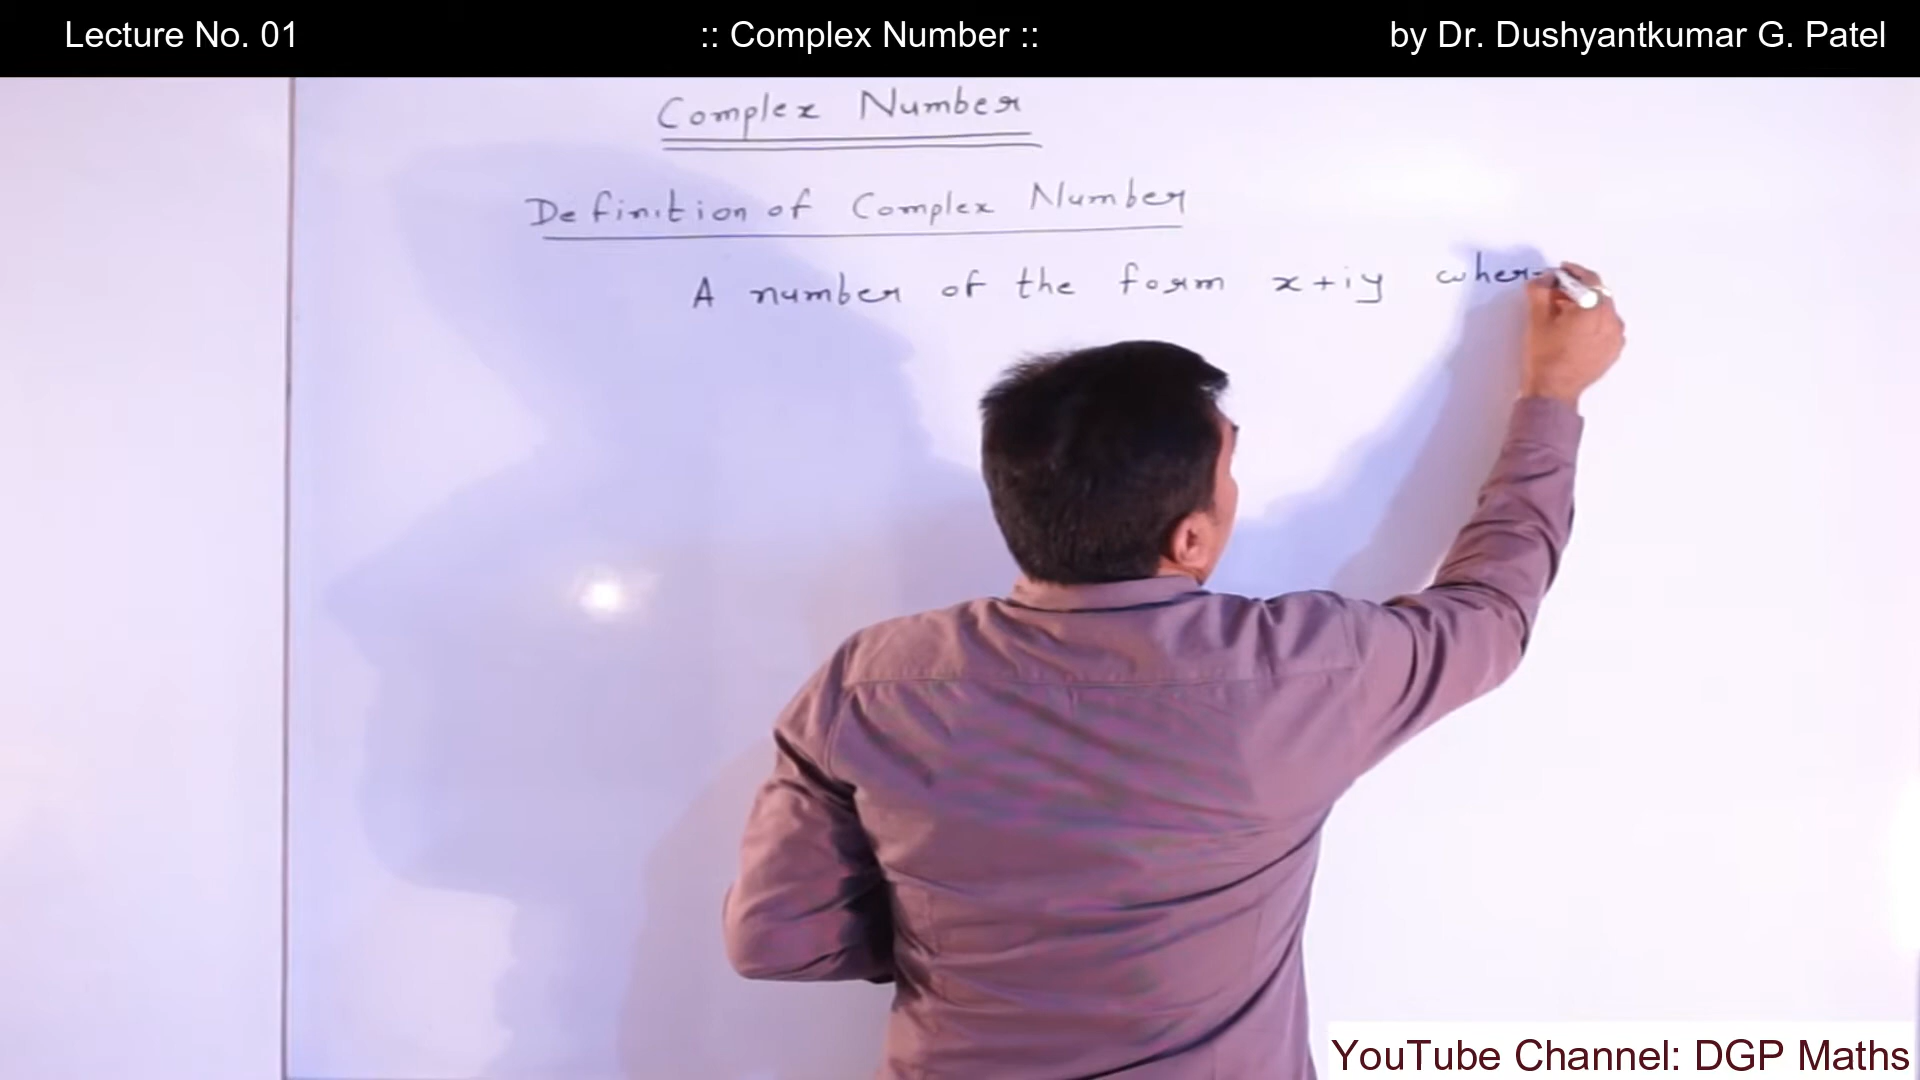 Lecture No. 01 :: Complex Number :: by Dr. Dushyantkumar G. Patel
Complex Number
Definition of Complex Number
A number of the form x+iy where
YouTube Channel: DGP Maths